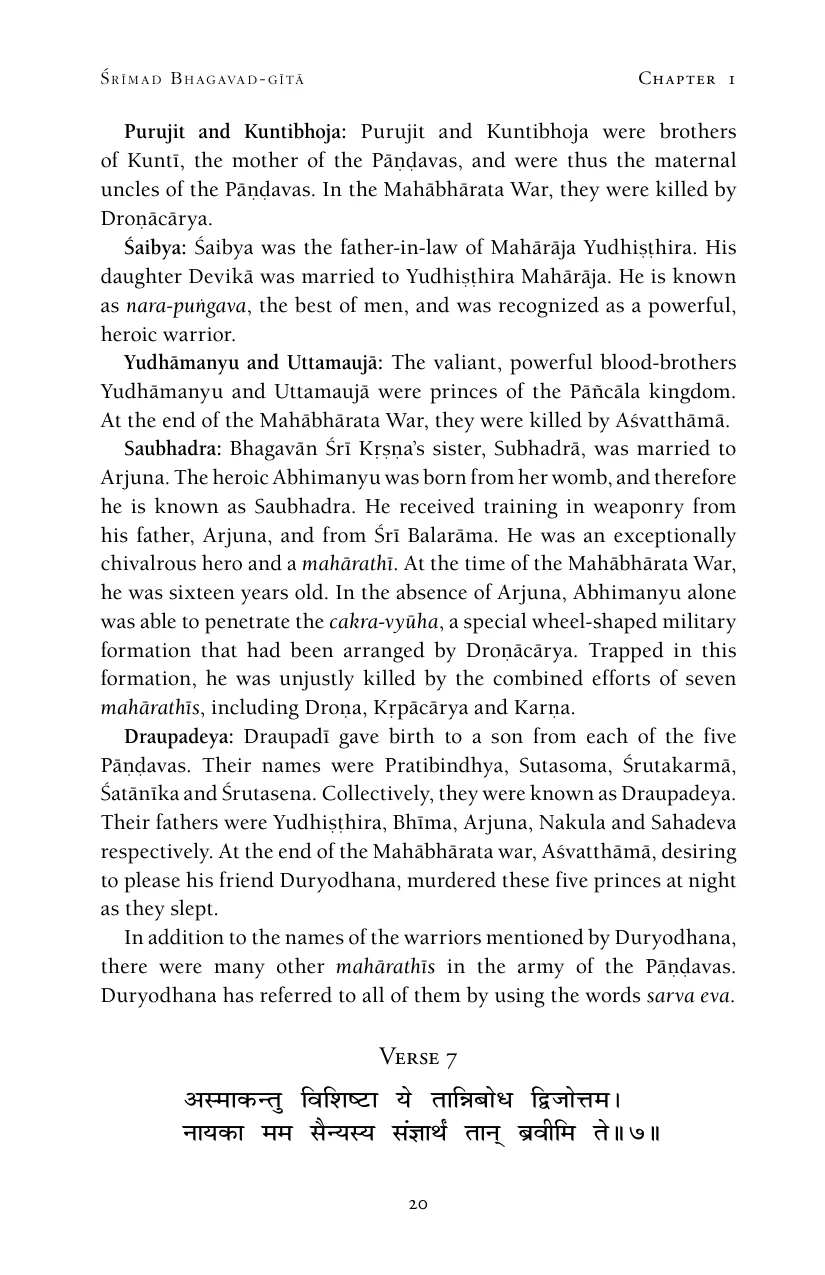 Śrīmad Bhagavad-gītā Chapter 1
Purujit and Kuntibhoja: Purujit and Kuntibhoja were brothers
of Kuntī, the mother of the Pāṇḍavas, and were thus the maternal
uncles of the Pāṇḍavas. In the Mahābhārata War, they were killed by
Droṇācārya.
Śaibya: Śaibya was the father-in-law of Mahārāja Yudhiṣṭhira. His
daughter Devikā was married to Yudhiṣṭhira Mahārāja. He is known
as nara-puṅgava, the best of men, and was recognized as a powerful,
heroic warrior.
Yudhāmanyu and Uttamaujā: The valiant, powerful blood-brothers
Yudhāmanyu and Uttamaujā were princes of the Pāñcāla kingdom.
At the end of the Mahābhārata War, they were killed by Aśvatthāmā.
Saubhadra: Bhagavān Śrī Kṛṣṇa’s sister, Subhadrā, was married to
Arjuna. The heroic Abhimanyu was born from her womb, and therefore
he is known as Saubhadra. He received training in weaponry from
his father, Arjuna, and from Śrī Balarāma. He was an exceptionally
chivalrous hero and a mahārathī. At the time of the Mahābhārata War,
he was sixteen years old. In the absence of Arjuna, Abhimanyu alone
was able to penetrate the cakra-vyūha, a special wheel-shaped military
formation that had been arranged by Droṇācārya. Trapped in this
formation, he was unjustly killed by the combined efforts of seven
mahārathīs, including Droṇa, Kṛpācārya and Karṇa.
Draupadeya: Draupadī gave birth to a son from each of the five
Pāṇḍavas. Their names were Pratibindhya, Sutasoma, Śrutakarmā,
Śatānīka and Śrutasena. Collectively, they were known as Draupadeya.
Their fathers were Yudhiṣṭhira, Bhīma, Arjuna, Nakula and Sahadeva
respectively. At the end of the Mahābhārata war, Aśvatthāmā, desiring
to please his friend Duryodhana, murdered these five princes at night
as they slept.
In addition to the names of the warriors mentioned by Duryodhana,
there were many other mahārathīs in the army of the Pāṇḍavas.
Duryodhana has referred to all of them by using the words sarva eva.
Verse 7
अस्माकन्तु विशिष्टा ये तान्निबोध द्विजोत्तम।
नायका मम सैन्यस्य संज्ञार्थं तान् ब्रवीमि ते॥७॥
20